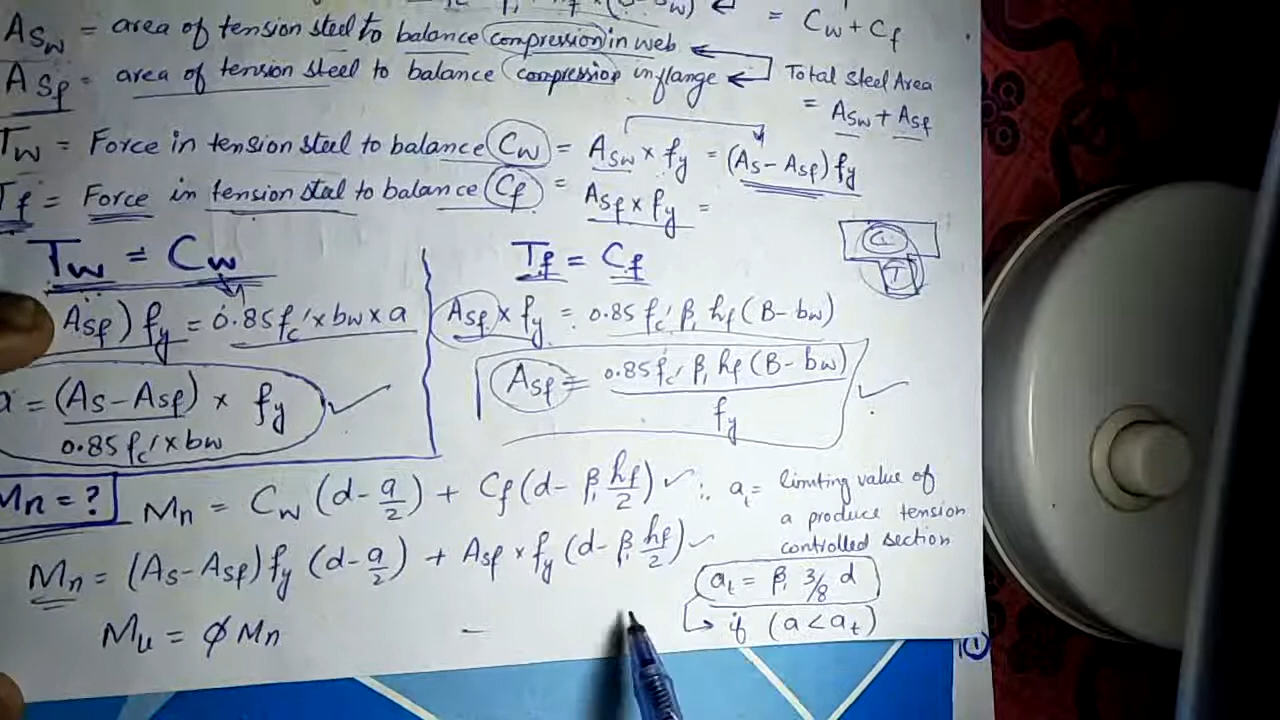 (B - bw) ←
= Cw + Cf
Asw = area of tension steel to balance compression in web
Asf = area of tension steel to balance compression in flange
Total Steel Area
= Asw + Asf
Tw = Force in tension steel to balance Cw = Asw × fy = (As - Asf) fy
Tf = Force in tension steel to balance Cf = Asf × fy =
Tw = Cw
Asf) fy = 0.85 fc' × bw × a
a = (As - Asf) × fy
0.85 fc' × bw
Tf = Cf
Asf × fy = 0.85 fc' β1 hf (B - bw)
Asf = 0.85 fc' β1 hf (B - bw)
fy
Mn = ?
Mn = Cw (d - a/2) + Cf (d - β1 hf/2) ✓
Mn = (As - Asf) fy (d - a/2) + Asf × fy (d - β1 hf/2)
Mu = φ Mn
∴ at = limiting value of
a produce tension
controlled section
at = β1 3/8 d
↳ if (a < at)